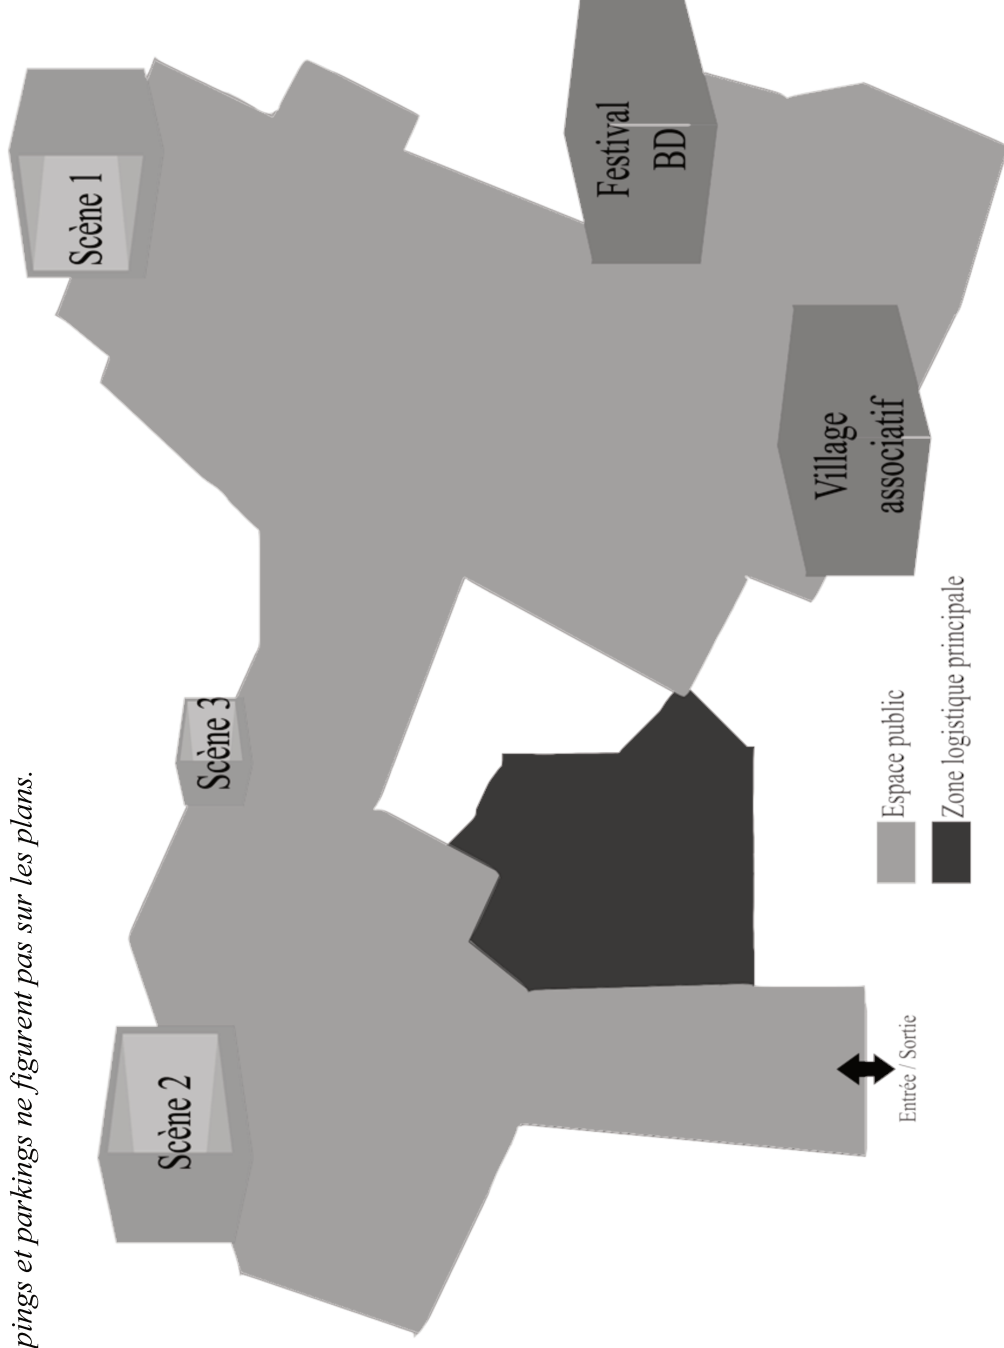 pings et parkings ne figurent pas sur les plans.
Scène 2
Scène 3
Scène 1
Festival
BD
Village
associatif
Espace public
Entrée / Sortie
Zone logistique principale